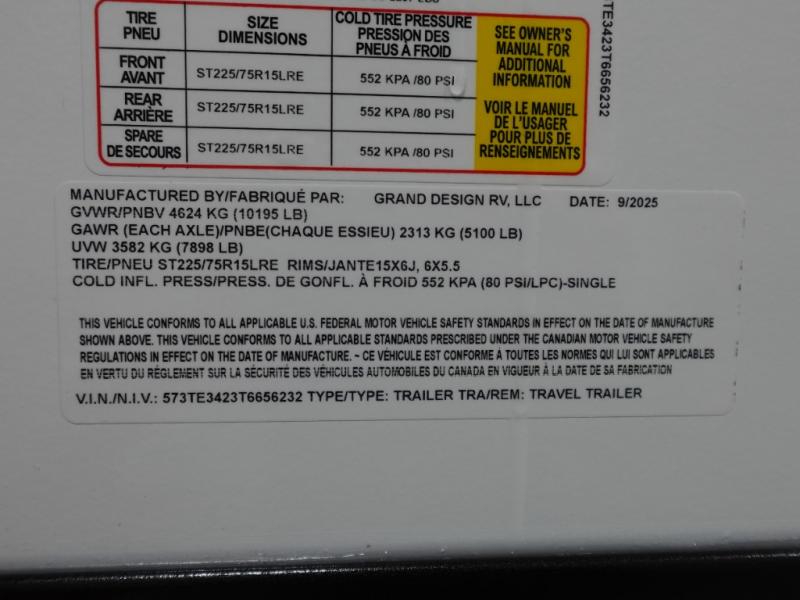 TIRE PNEU SIZE DIMENSIONS COLD TIRE PRESSURE PRESSION DES PNEUS À FROID
FRONT AVANT ST225/75R15LRE 552 KPA /80 PSI
REAR ARRIÈRE ST225/75R15LRE 552 KPA /80 PSI
SPARE DE SECOURS ST225/75R15LRE 552 KPA /80 PSI
SEE OWNER'S
MANUAL FOR
ADDITIONAL
INFORMATION
VOIR LE MANUEL
DE L'USAGER
POUR PLUS DE
RENSEIGNEMENTS
TE3423T6656232
MANUFACTURED BY/FABRIQUÉ PAR: GRAND DESIGN RV, LLC DATE: 9/2025
GVWR/PNBV 4624 KG (10195 LB)
GAWR (EACH AXLE)/PNBE(CHAQUE ESSIEU) 2313 KG (5100 LB)
UVW 3582 KG (7898 LB)
TIRE/PNEU ST225/75R15LRE RIMS/JANTE15X6J, 6X5.5
COLD INFL. PRESS/PRESS. DE GONFL. À FROID 552 KPA (80 PSI/LPC)-SINGLE
THIS VEHICLE CONFORMS TO ALL APPLICABLE U.S. FEDERAL MOTOR VEHICLE SAFETY STANDARDS IN EFFECT ON THE DATE OF MANUFACTURE
SHOWN ABOVE. THIS VEHICLE CONFORMS TO ALL APPLICABLE STANDARDS PRESCRIBED UNDER THE CANADIAN MOTOR VEHICLE SAFETY
REGULATIONS IN EFFECT ON THE DATE OF MANUFACTURE. ~ CE VÉHICULE EST CONFORME À TOUTES LES NORMES QUI LUI SONT APPLICABLES
EN VERTU DU RÈGLEMENT SUR LA SÉCURITÉ DES VÉHICULES AUTOMOBILES DU CANADA EN VIGUEUR À LA DATE DE SA FABRICATION
V.I.N./N.I.V.: 573TE3423T6656232 TYPE/TYPE: TRAILER TRA/REM: TRAVEL TRAILER